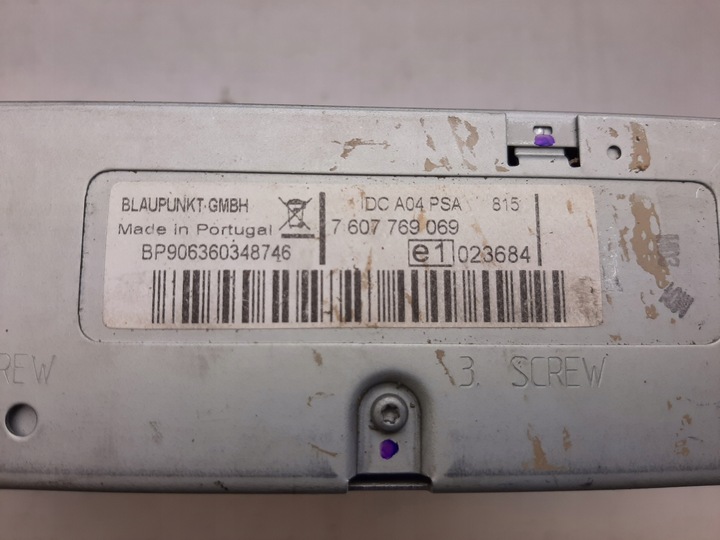 BLAUPUNKT GMBH
IDC A04 PSA 815
Made in Portugal
7 607 769 069
BP906360348746
e1 023684
REW
3. SCREW